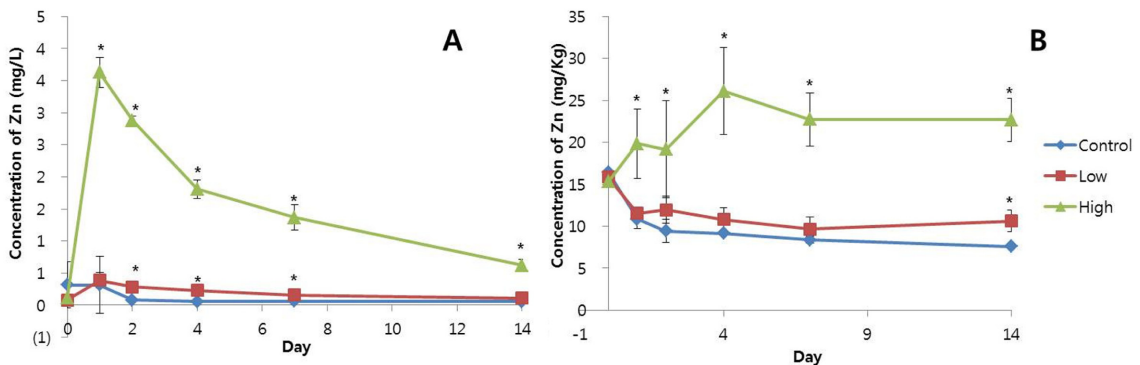 A
Concentration of Zn (mg/L)
5
4
4
3
3
2
2
1
1
0
(1)
0 2 4 6 8 10 12 14
Day
* * * * * * * *
B
Concentration of Zn (mg/Kg)
35
30
25
20
15
10
5
0
-1 4 9 14
Day
* * * * * *
Control
Low
High